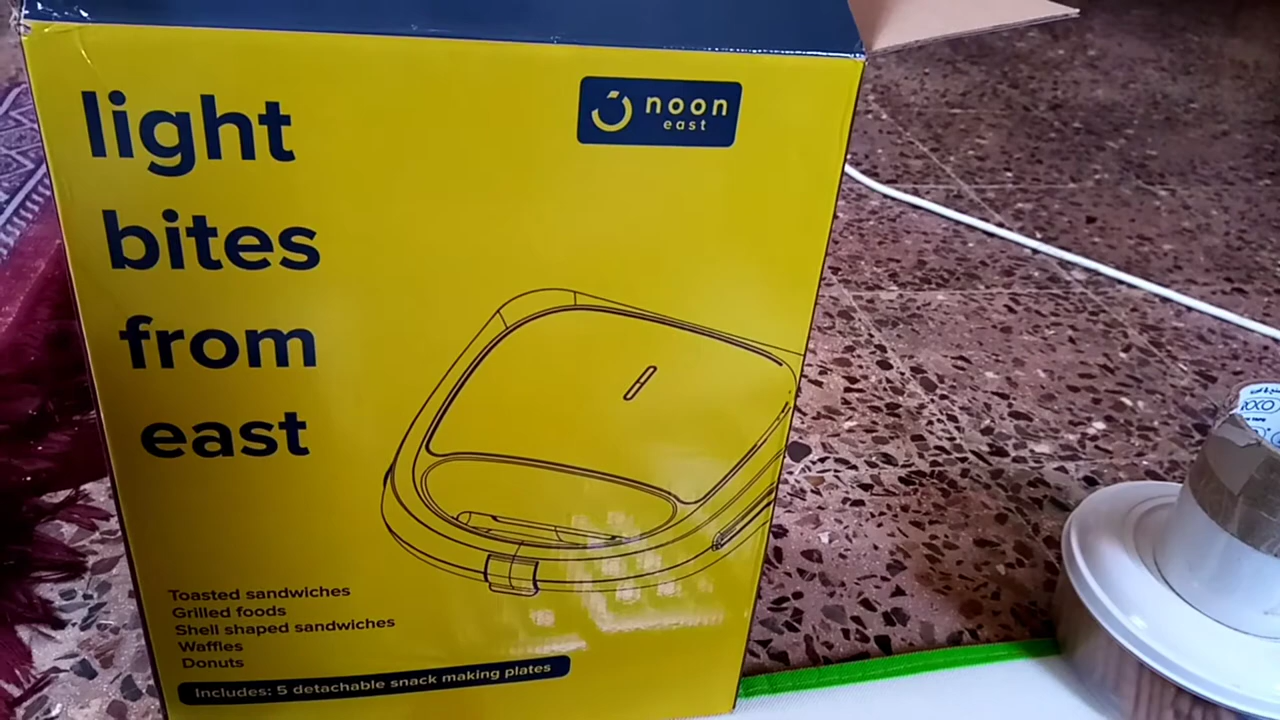 light
bites
from
east
noon
east
Toasted sandwiches
Grilled foods
Shell shaped sandwiches
Waffles
Donuts
Includes: 5 detachable snack making plates